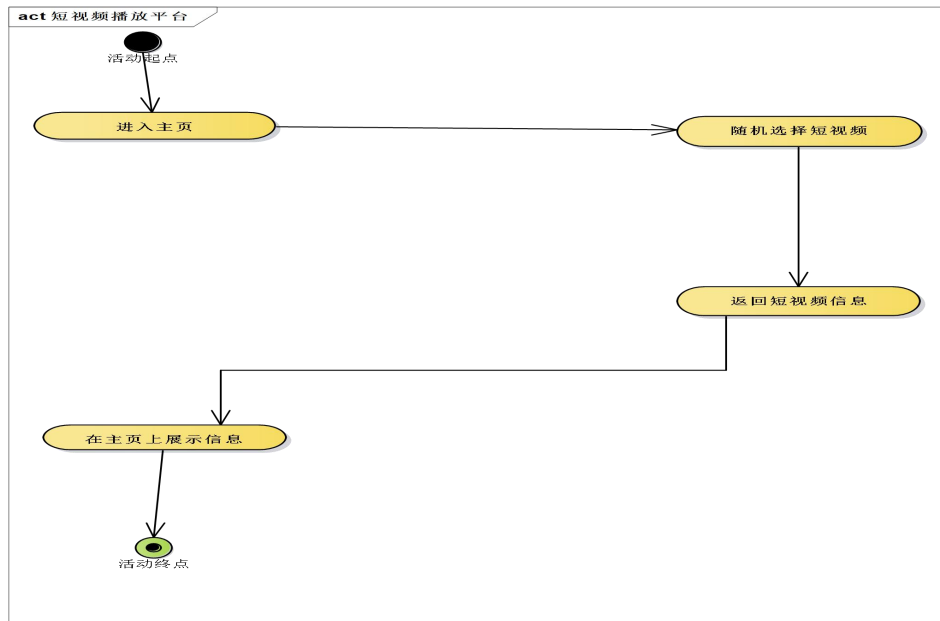 act 短视频播放平台
活动起点
进入主页
随机选择短视频
返回短视频信息
在主页上展示信息
活动终点